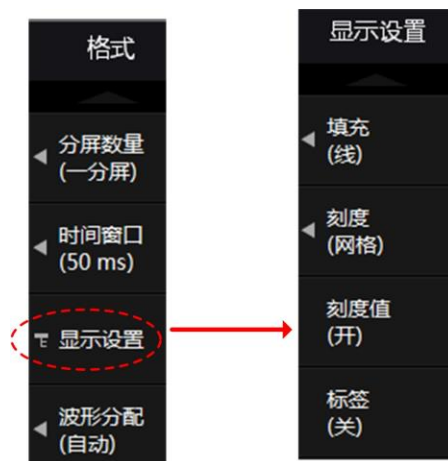 格式
分屏数量
(一分屏)
时间窗口
(50 ms)
显示设置
波形分配
(自动)
显示设置
填充
(线)
刻度
(网格)
刻度值
(开)
标签
(关)